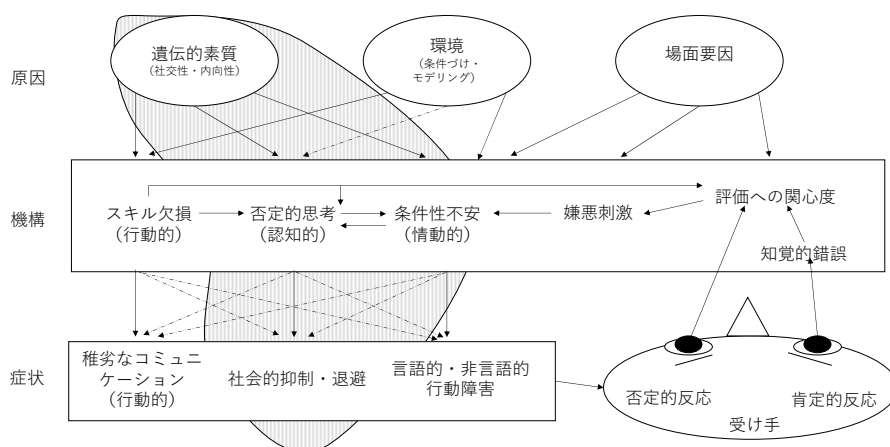 原因
遺伝的素質
(社交性・内向性)
環境
(条件づけ・
モデリング)
場面要因
機構
スキル欠損
(行動的)
否定的思考
(認知的)
条件性不安
(情動的)
嫌悪刺激
評価への関心度
知覚的錯誤
症状
稚劣なコミュニ
ケーション
(行動的)
社会的抑制・退避
言語的・非言語的
行動障害
否定的反応
肯定的反応
受け手